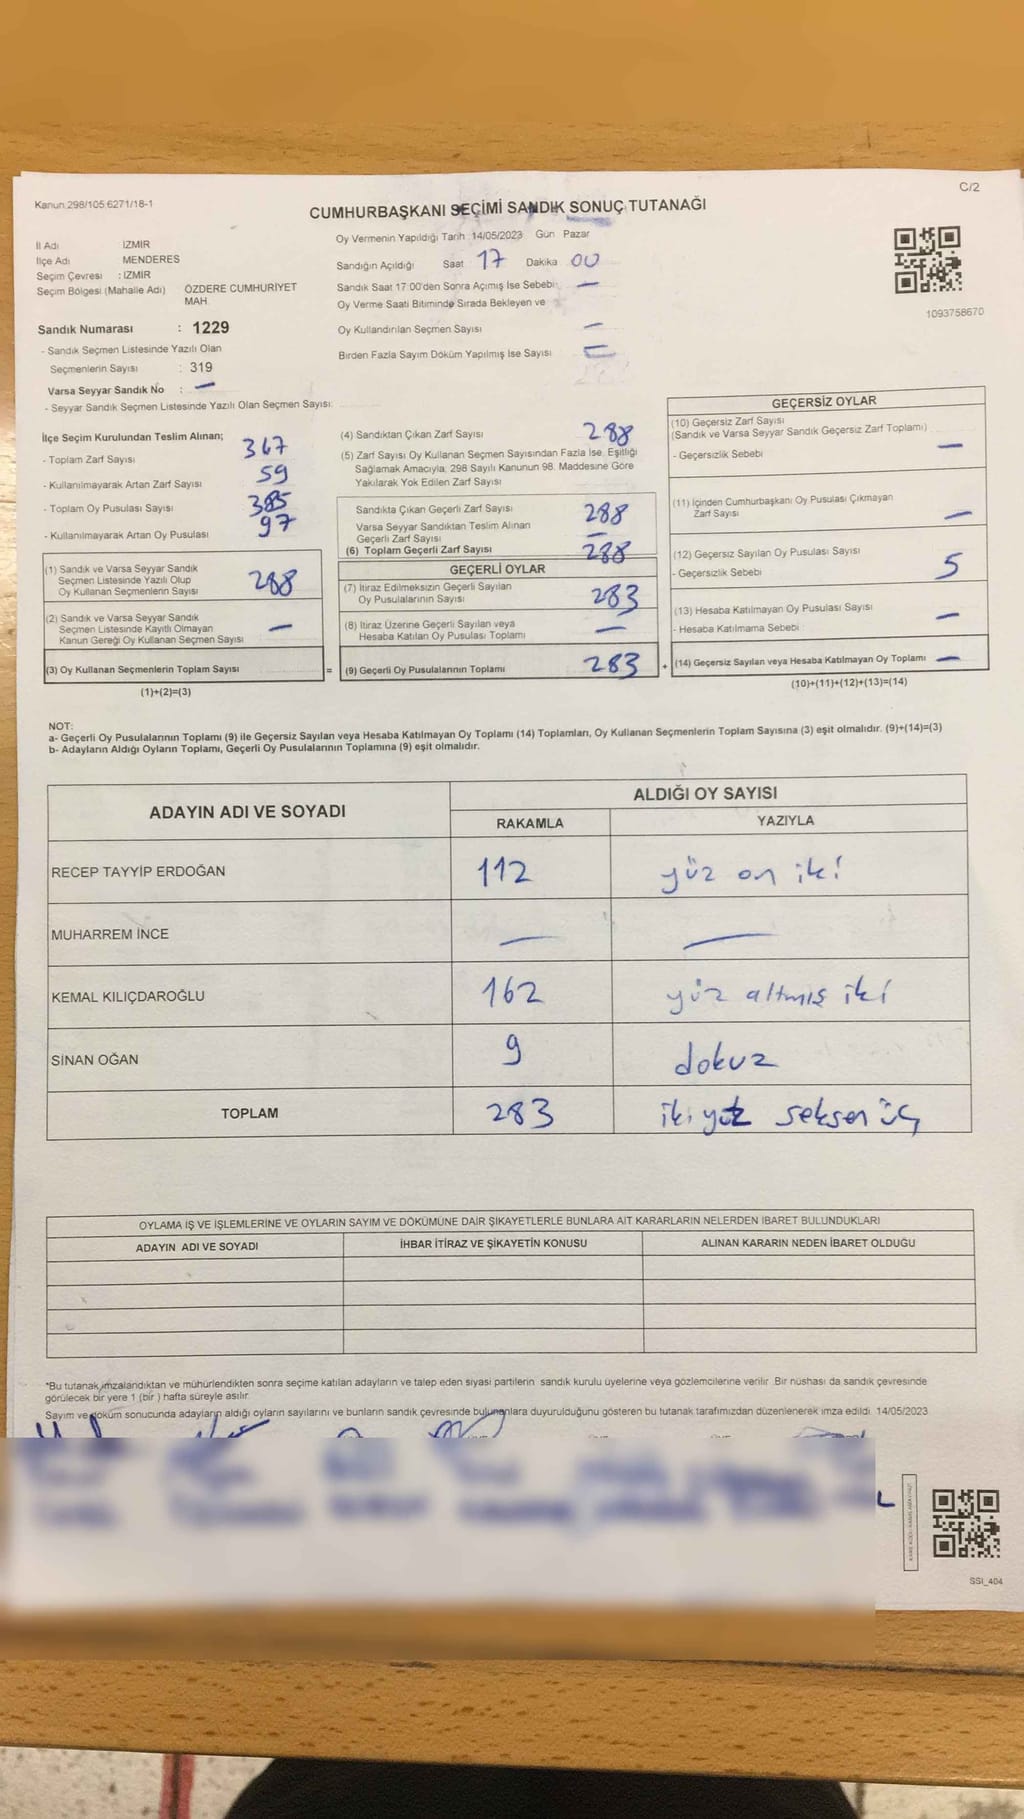 C/2
Kanun 298/105.6271/18-1
CUMHURBAŞKANI SEÇİMİ SANDIK SONUÇ TUTANAĞI
İl Adı İZMİR
İlçe Adı MENDERES
Seçim Çevresi : İZMİR
Seçim Bölgesi (Mahalle Adı) ÖZDERE CUMHURİYET
MAH.
Sandık Numarası : 1229
- Sandık Seçmen Listesinde Yazılı Olan
Seçmenlerin Sayısı : 319
Varsa Seyyar Sandık No : —
- Seyyar Sandık Seçmen Listesinde Yazılı Olan Seçmen Sayısı:
Oy Vermenin Yapıldığı Tarih 14/05/2023 Gün Pazar
Sandığın Açıldığı Saat 17 Dakika 00
Sandık Saat 17:00'den Sonra Açılmış İse Sebebi: —
Oy Verme Saati Bitiminde Sırada Bekleyen ve
Oy Kullandırılan Seçmen Sayısı —
Birden Fazla Sayım Döküm Yapılmış İse Sayısı
1093758670
İlçe Seçim Kurulundan Teslim Alınan;
- Toplam Zarf Sayısı 367
- Kullanılmayarak Artan Zarf Sayısı 59
- Toplam Oy Pusulası Sayısı 385
- Kullanılmayarak Artan Oy Pusulası 97
(1) Sandık ve Varsa Seyyar Sandık
Seçmen Listesinde Yazılı Olup
Oy Kullanan Seçmenlerin Sayısı 288
(2) Sandık ve Varsa Seyyar Sandık
Seçmen Listesinde Kayıtlı Olmayan
Kanun Gereği Oy Kullanan Seçmen Sayısı —
(3) Oy Kullanan Seçmenlerin Toplam Sayısı =
(1)+(2)=(3)
(4) Sandıktan Çıkan Zarf Sayısı 288
(5) Zarf Sayısı Oy Kullanan Seçmen Sayısından Fazla İse, Eşitliği
Sağlamak Amacıyla, 298 Sayılı Kanunun 98. Maddesine Göre
Yakılarak Yok Edilen Zarf Sayısı
Sandıkta Çıkan Geçerli Zarf Sayısı 288
Varsa Seyyar Sandıktan Teslim Alınan
Geçerli Zarf Sayısı —
(6) Toplam Geçerli Zarf Sayısı 288
GEÇERLİ OYLAR
(7) İtiraz Edilmeksizin Geçerli Sayılan
Oy Pusulalarının Sayısı 283
(8) İtiraz Üzerine Geçerli Sayılan veya
Hesaba Katılan Oy Pusulası Toplamı —
(9) Geçerli Oy Pusulalarının Toplamı 283 +
GEÇERSİZ OYLAR
(10) Geçersiz Zarf Sayısı
(Sandık ve Varsa Seyyar Sandık Geçersiz Zarf Toplamı)
- Geçersizlik Sebebi —
(11) İçinden Cumhurbaşkanı Oy Pusulası Çıkmayan
Zarf Sayısı —
(12) Geçersiz Sayılan Oy Pusulası Sayısı
- Geçersizlik Sebebi 5
(13) Hesaba Katılmayan Oy Pusulası Sayısı
- Hesaba Katılmama Sebebi —
(14) Geçersiz Sayılan veya Hesaba Katılmayan Oy Toplamı —
(10)+(11)+(12)+(13)=(14)
NOT:
a- Geçerli Oy Pusulalarının Toplamı (9) ile Geçersiz Sayılan veya Hesaba Katılmayan Oy Toplamı (14) Toplamları, Oy Kullanan Seçmenlerin Toplam Sayısına (3) eşit olmalıdır. (9)+(14)=(3)
b- Adayların Aldığı Oyların Toplamı, Geçerli Oy Pusulalarının Toplamına (9) eşit olmalıdır.
ADAYIN ADI VE SOYADI ALDIĞI OY SAYISI
RAKAMLA YAZIYLA
RECEP TAYYİP ERDOĞAN 112 yüz on iki
MUHARREM İNCE — —
KEMAL KILIÇDAROĞLU 162 yüz altmış iki
SİNAN OĞAN 9 dokuz
TOPLAM 283 iki yüz seksen üç
OYLAMA İŞ VE İŞLEMLERİNE VE OYLARIN SAYIM VE DÖKÜMÜNE DAİR ŞİKAYETLERLE BUNLARA AİT KARARLARIN NELERDEN İBARET BULUNDUKLARI
ADAYIN ADI VE SOYADI İHBAR İTİRAZ VE ŞİKAYETİN KONUSU ALINAN KARARIN NEDEN İBARET OLDUĞU
*Bu tutanak imzalandıktan ve mühürlendikten sonra seçime katılan adayların ve talep eden siyasi partilerin sandık kurulu üyelerine veya gözlemcilerine verilir. Bir nüshası da sandık çevresinde
görülecek bir yere 1 (bir ) hafta süreyle asılır.
Sayım ve döküm sonucunda adayların aldığı oyların sayılarını ve bunların sandık çevresinde bulunanlara duyurulduğunu gösteren bu tutanak tarafımızdan düzenlenerek imza edildi. 14/05/2023
SSI_404